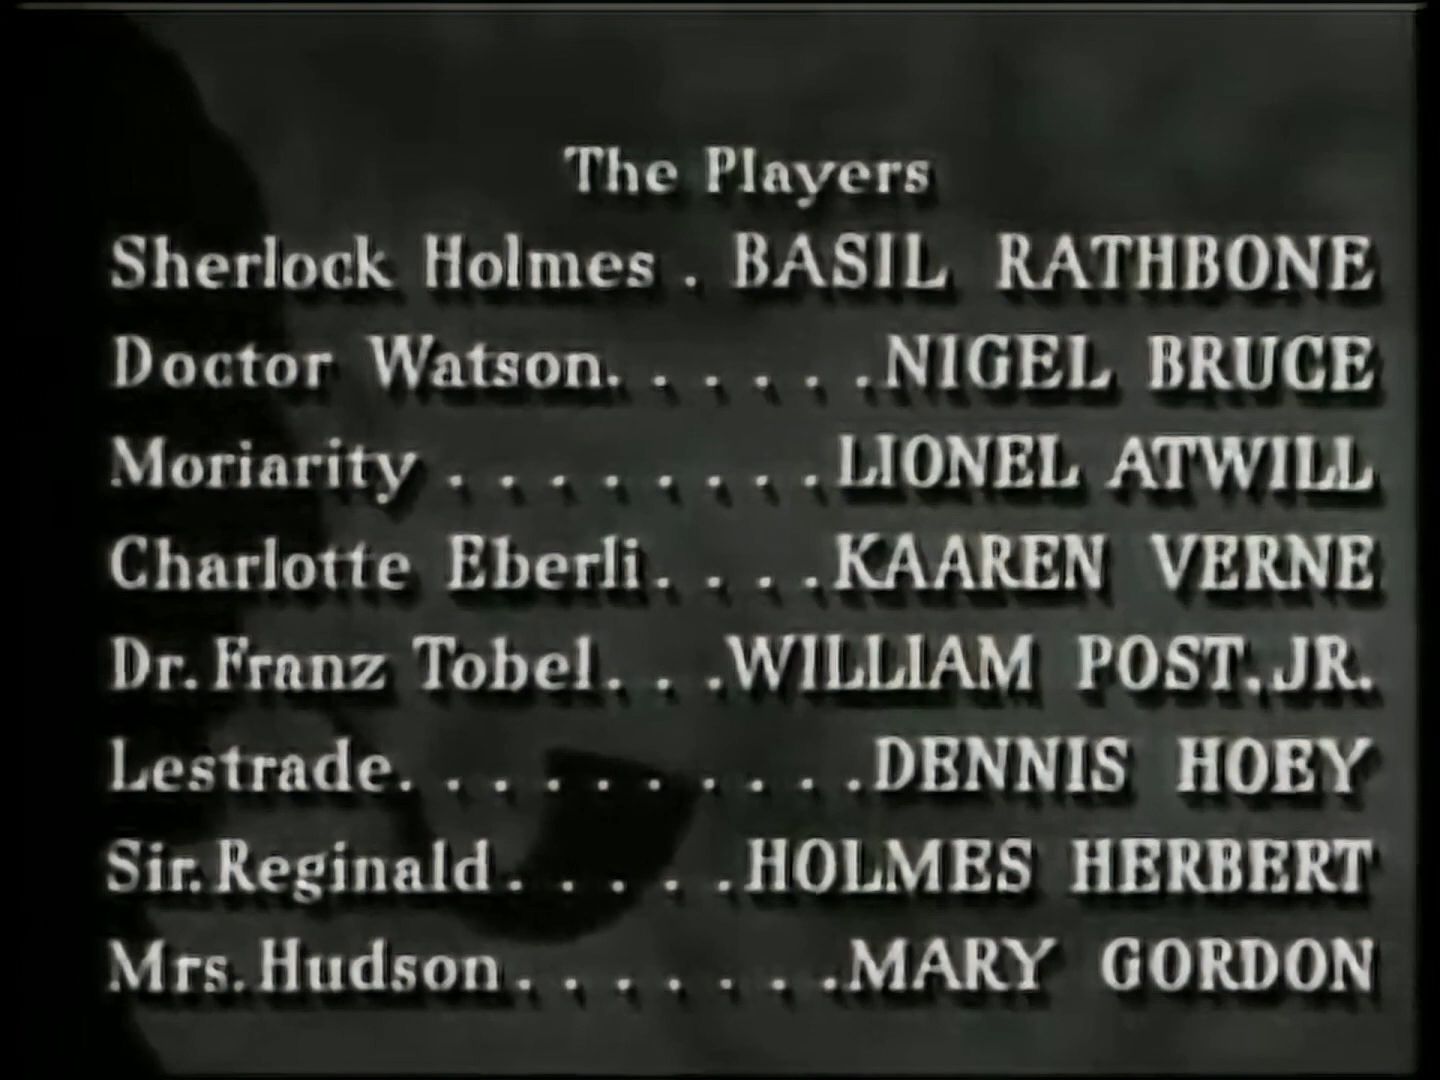 The Players
Sherlock Holmes . BASIL RATHBONE
Doctor Watson. . . . . . .NIGEL BRUCE
Moriarity . . . . . . . .LIONEL ATWILL
Charlotte Eberli. . . .KAAREN VERNE
Dr. Franz Tobel. . .WILLIAM POST,JR.
Lestrade. . . . . . . . . .DENNIS HOEY
Sir. Reginald. . . . .HOLMES HERBERT
Mrs. Hudson. . . . . . .MARY GORDON